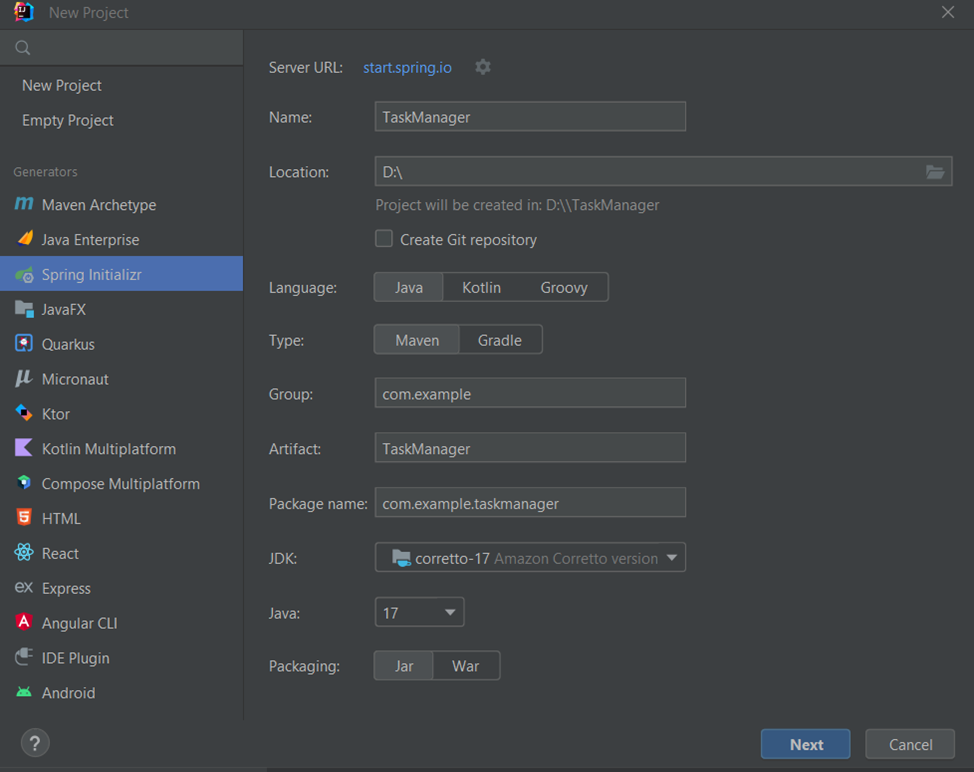 New Project
New Project
Empty Project
Generators
Maven Archetype
Java Enterprise
Spring Initializr
JavaFX
Quarkus
Micronaut
Ktor
Kotlin Multiplatform
Compose Multiplatform
HTML
React
Express
Angular CLI
IDE Plugin
Android
?
Server URL: start.spring.io
Name: TaskManager
Location: D:\
Project will be created in: D:\\TaskManager
Create Git repository
Language: Java Kotlin Groovy
Type: Maven Gradle
Group: com.example
Artifact: TaskManager
Package name: com.example.taskmanager
JDK: corretto-17 Amazon Corretto version
Java: 17
Packaging: Jar War
Next Cancel